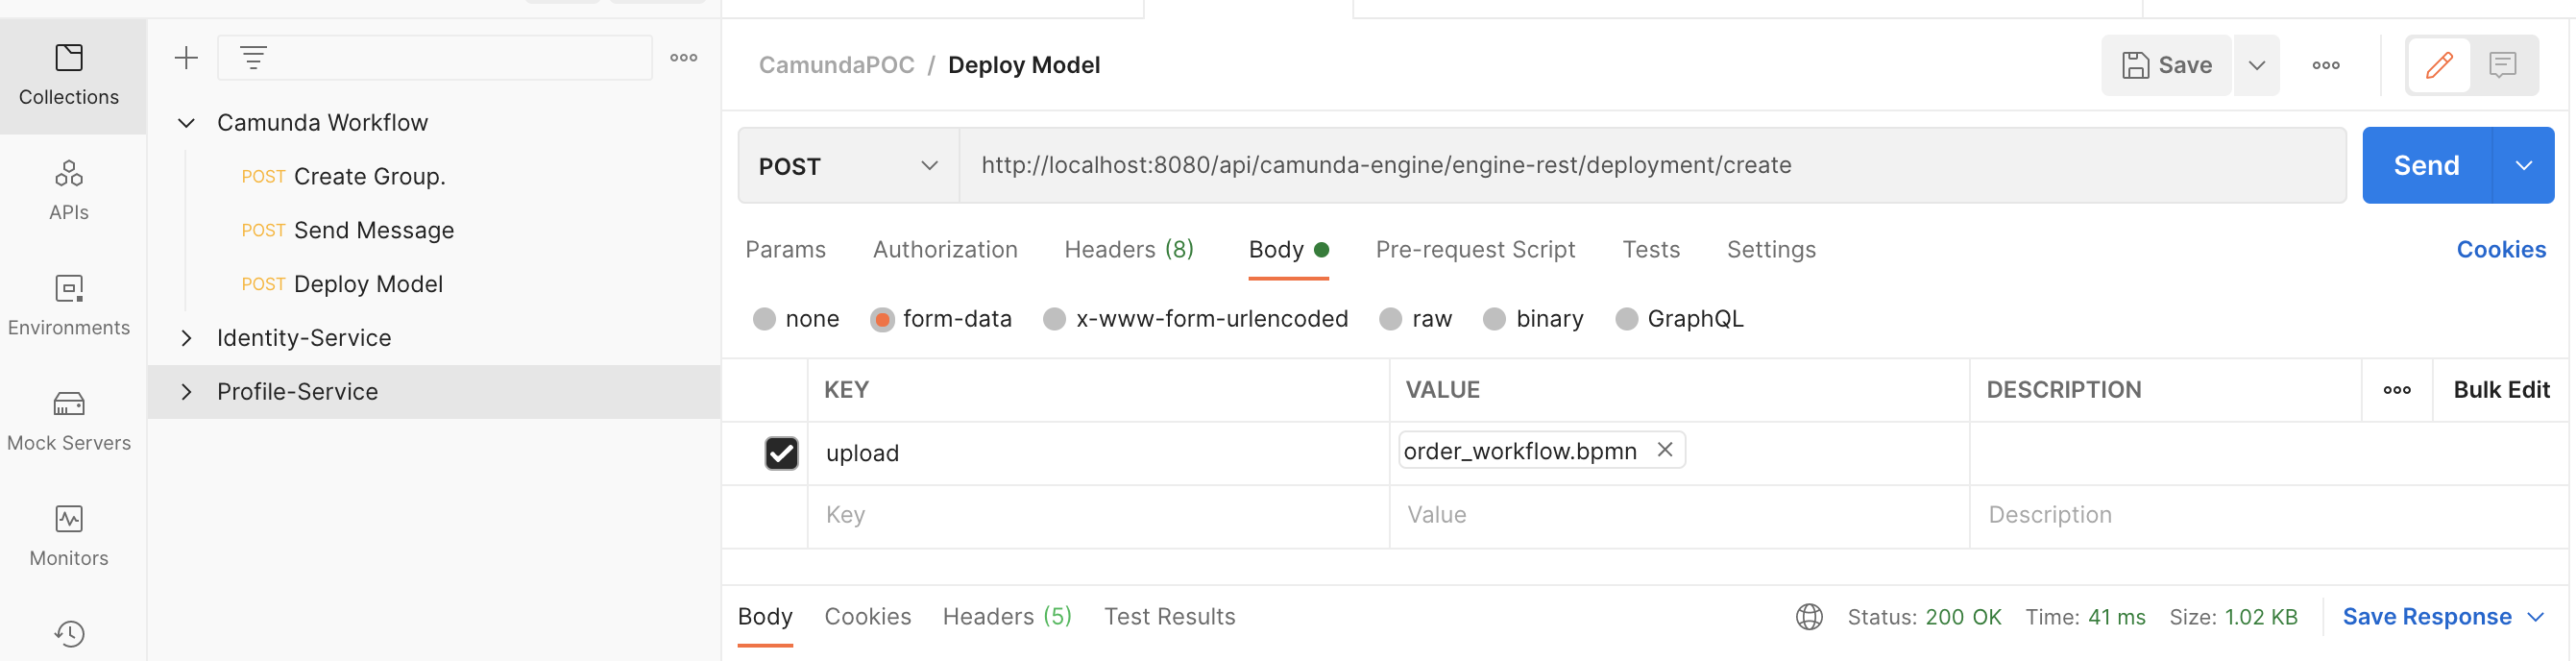 Collections
APIs
Environments
Mock Servers
Monitors
Camunda Workflow
POST Create Group.
POST Send Message
POST Deploy Model
Identity-Service
Profile-Service
CamundaPOC / Deploy Model
Save
POST http://localhost:8080/api/camunda-engine/engine-rest/deployment/create Send
Params Authorization Headers (8) Body Pre-request Script Tests Settings Cookies
none form-data x-www-form-urlencoded raw binary GraphQL
KEY VALUE DESCRIPTION Bulk Edit
upload order_workflow.bpmn
Key Value Description
Body Cookies Headers (5) Test Results Status: 200 OK Time: 41 ms Size: 1.02 KB Save Response